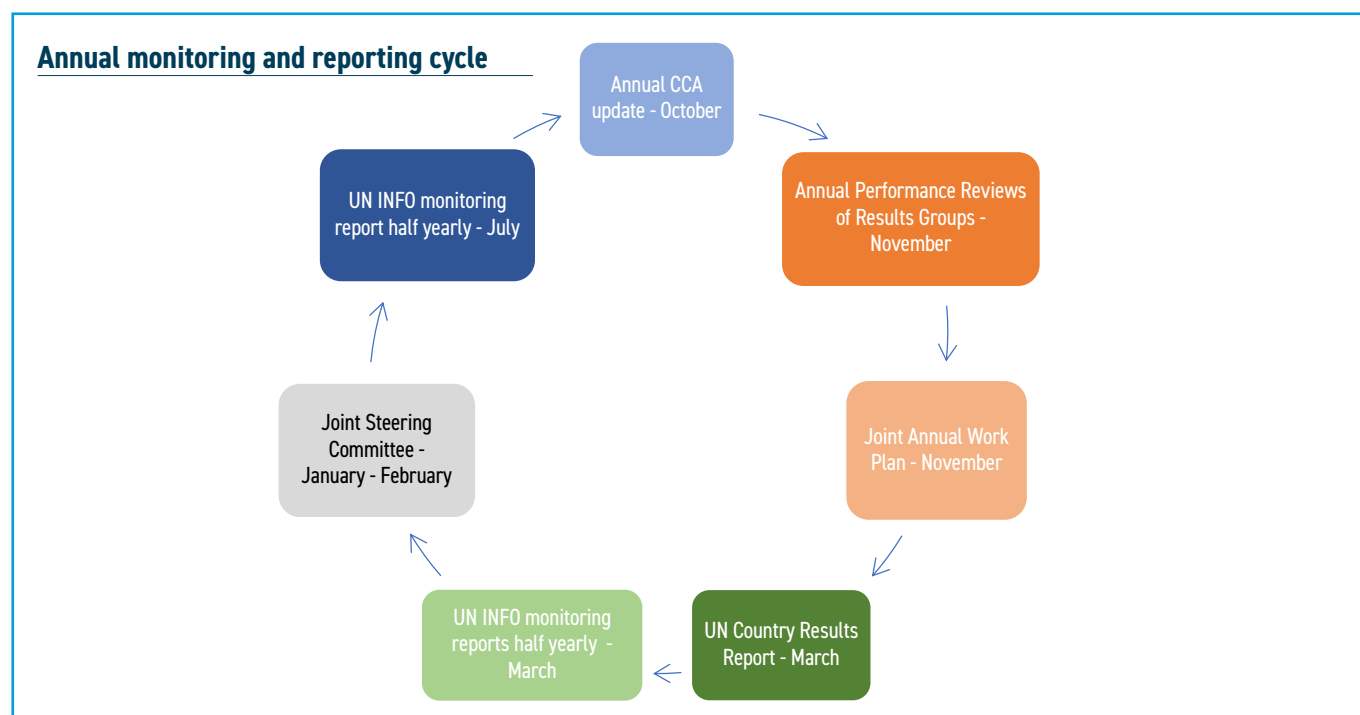 Annual monitoring and reporting cycle
Annual CCA
update - October
Annual Performance Reviews
of Results Groups -
November
Joint Annual Work
Plan - November
UN Country Results
Report - March
UN INFO monitoring
reports half yearly -
March
Joint Steering
Committee -
January - February
UN INFO monitoring
report half yearly - July